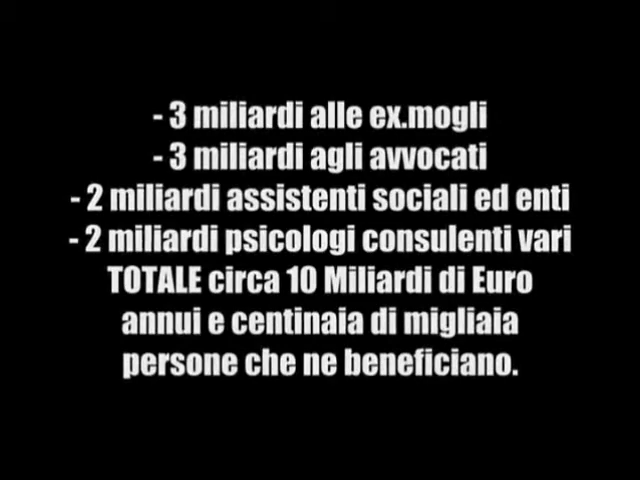 - 3 miliardi alle ex.mogli
- 3 miliardi agli avvocati
- 2 miliardi assistenti sociali ed enti
- 2 miliardi psicologi consulenti vari
TOTALE circa 10 Miliardi di Euro
annui e centinaia di migliaia
persone che ne beneficiano.